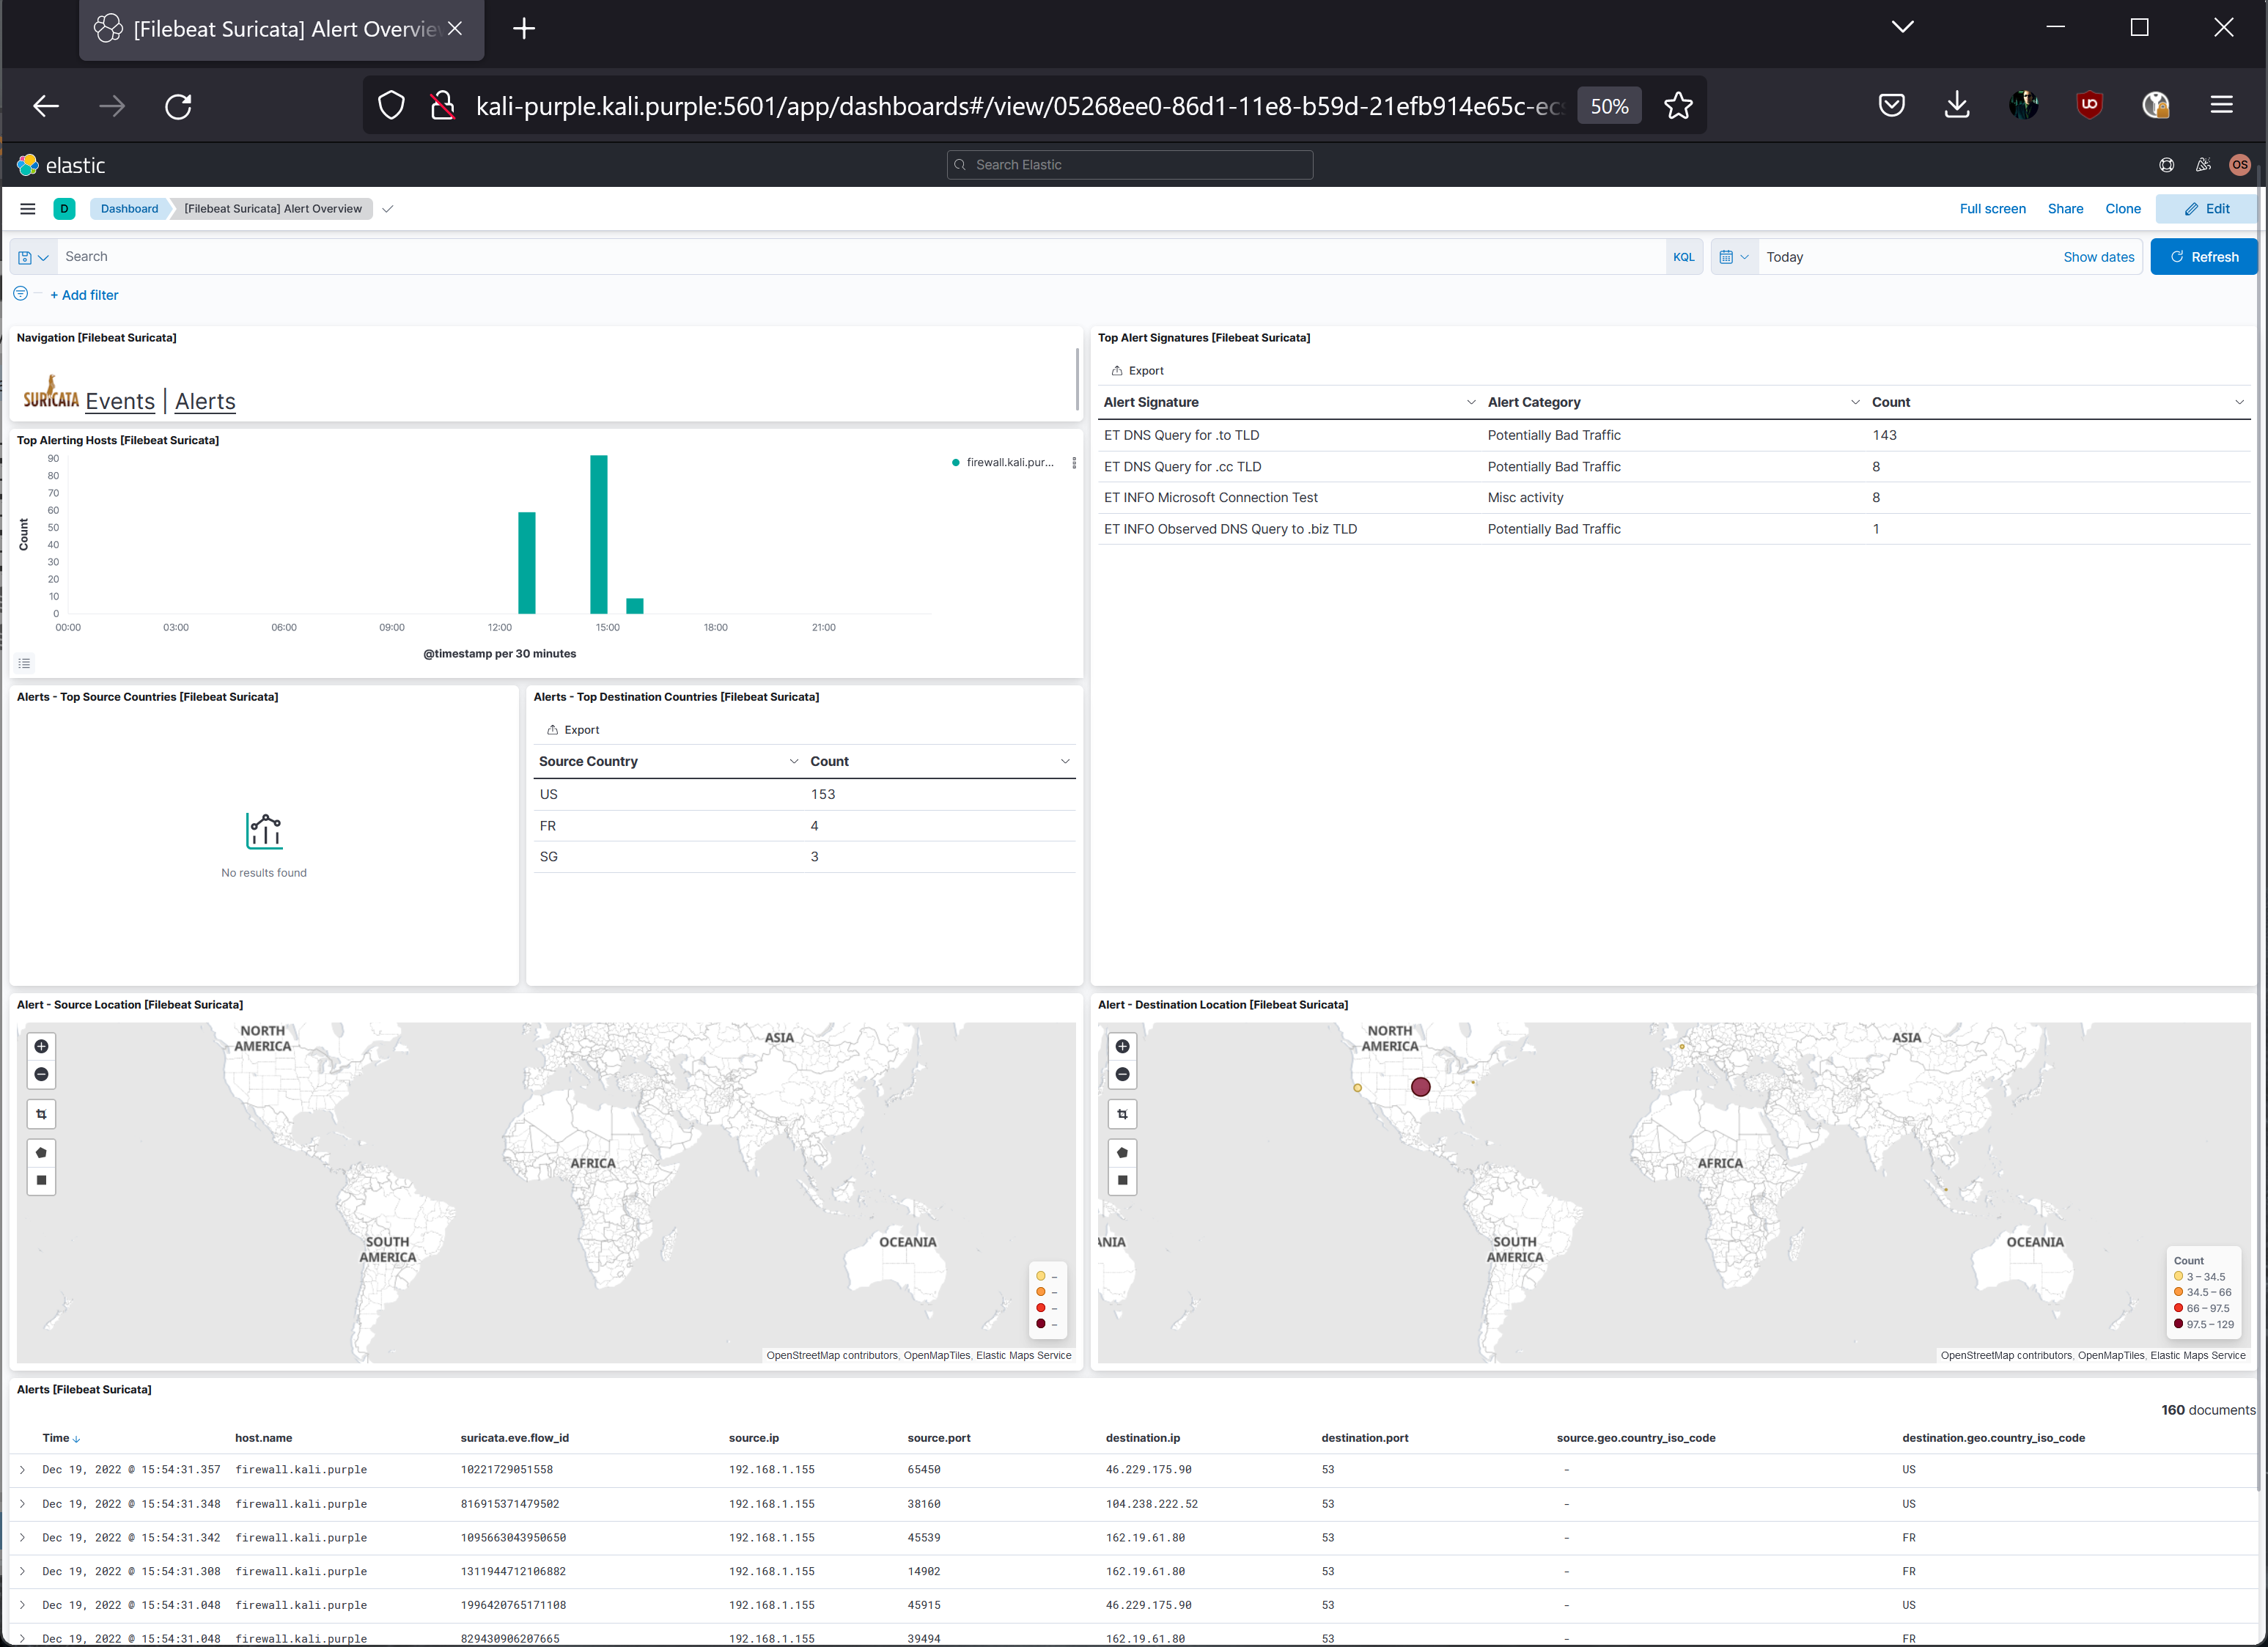 [Filebeat Suricata] Alert Overvie
kali-purple.kali.purple:5601/app/dashboards#/view/05268ee0-86d1-11e8-b59d-21efb914e65c-ecs 50%
elastic Search Elastic OS
D Dashboard [Filebeat Suricata] Alert Overview Full screen Share Clone Edit
Search KQL Today Show dates Refresh
+ Add filter
Navigation [Filebeat Suricata]
SURICATA Events | Alerts
Top Alerting Hosts [Filebeat Suricata]
90
80
70
60
50
40
30
20
10
0
Count
00:00 03:00 06:00 09:00 12:00 15:00 18:00 21:00
@timestamp per 30 minutes
firewall.kali.pur...
Top Alert Signatures [Filebeat Suricata]
Export
Alert Signature Alert Category Count
ET DNS Query for .to TLD Potentially Bad Traffic 143
ET DNS Query for .cc TLD Potentially Bad Traffic 8
ET INFO Microsoft Connection Test Misc activity 8
ET INFO Observed DNS Query to .biz TLD Potentially Bad Traffic 1
Alerts - Top Source Countries [Filebeat Suricata]
No results found
Alerts - Top Destination Countries [Filebeat Suricata]
Export
Source Country Count
US 153
FR 4
SG 3
Alert - Source Location [Filebeat Suricata]
NORTH AMERICA
ASIA
AFRICA
SOUTH AMERICA
OCEANIA
–
–
–
–
OpenStreetMap contributors, OpenMapTiles, Elastic Maps Service
Alert - Destination Location [Filebeat Suricata]
NORTH AMERICA
ASIA
AFRICA
ANIA
SOUTH AMERICA
OCEANIA
Count
3 – 34.5
34.5 – 66
66 – 97.5
97.5 – 129
OpenStreetMap contributors, OpenMapTiles, Elastic Maps Service
Alerts [Filebeat Suricata]
160 documents
Time host.name suricata.eve.flow_id source.ip source.port destination.ip destination.port source.geo.country_iso_code destination.geo.country_iso_code
Dec 19, 2022 @ 15:54:31.357 firewall.kali.purple 10221729051558 192.168.1.155 65450 46.229.175.90 53 - US
Dec 19, 2022 @ 15:54:31.348 firewall.kali.purple 816915371479502 192.168.1.155 38160 104.238.222.52 53 - US
Dec 19, 2022 @ 15:54:31.342 firewall.kali.purple 1095663043950650 192.168.1.155 45539 162.19.61.80 53 - FR
Dec 19, 2022 @ 15:54:31.308 firewall.kali.purple 1311944712106882 192.168.1.155 14902 162.19.61.80 53 - FR
Dec 19, 2022 @ 15:54:31.048 firewall.kali.purple 1996420765171108 192.168.1.155 45915 46.229.175.90 53 - US
Dec 19, 2022 @ 15:54:31.048 firewall.kali.purple 829430906207665 192.168.1.155 39494 162.19.61.80 53 - FR